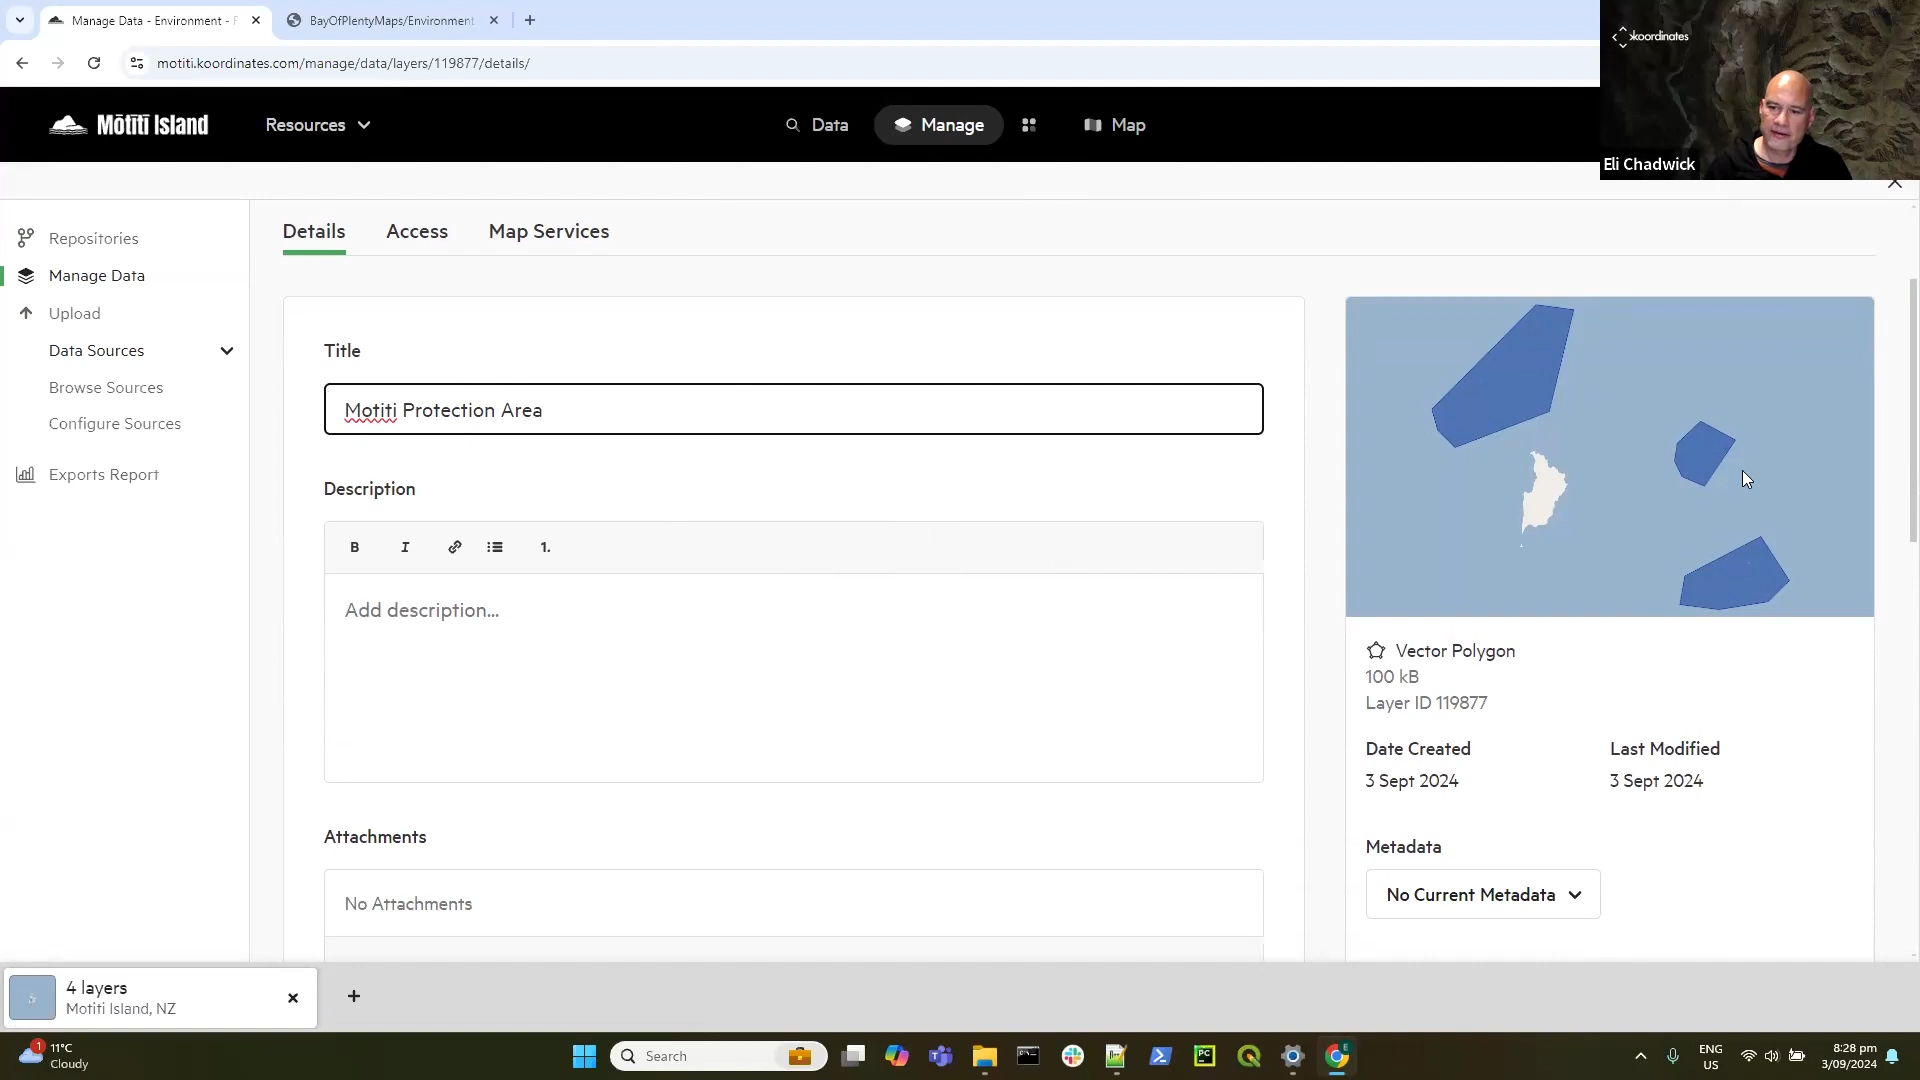 Manage Data - Environment - F
BayOfPlentyMaps/Environment
motiti.koordinates.com/manage/data/layers/119877/details/
koordinates
Eli Chadwick
Mōtītī Island
Resources
Data
Manage
Map
Repositories
Manage Data
Upload
Data Sources
Browse Sources
Configure Sources
Exports Report
Details
Access
Map Services
Title
Motiti Protection Area
Description
B
I
1.
Add description...
Attachments
No Attachments
Vector Polygon
100 kB
Layer ID 119877
Date Created
Last Modified
3 Sept 2024
3 Sept 2024
Metadata
No Current Metadata
4 layers
Motiti Island, NZ
1
11°C
Cloudy
Search
PC
E
ENG
US
8:28 pm
3/09/2024